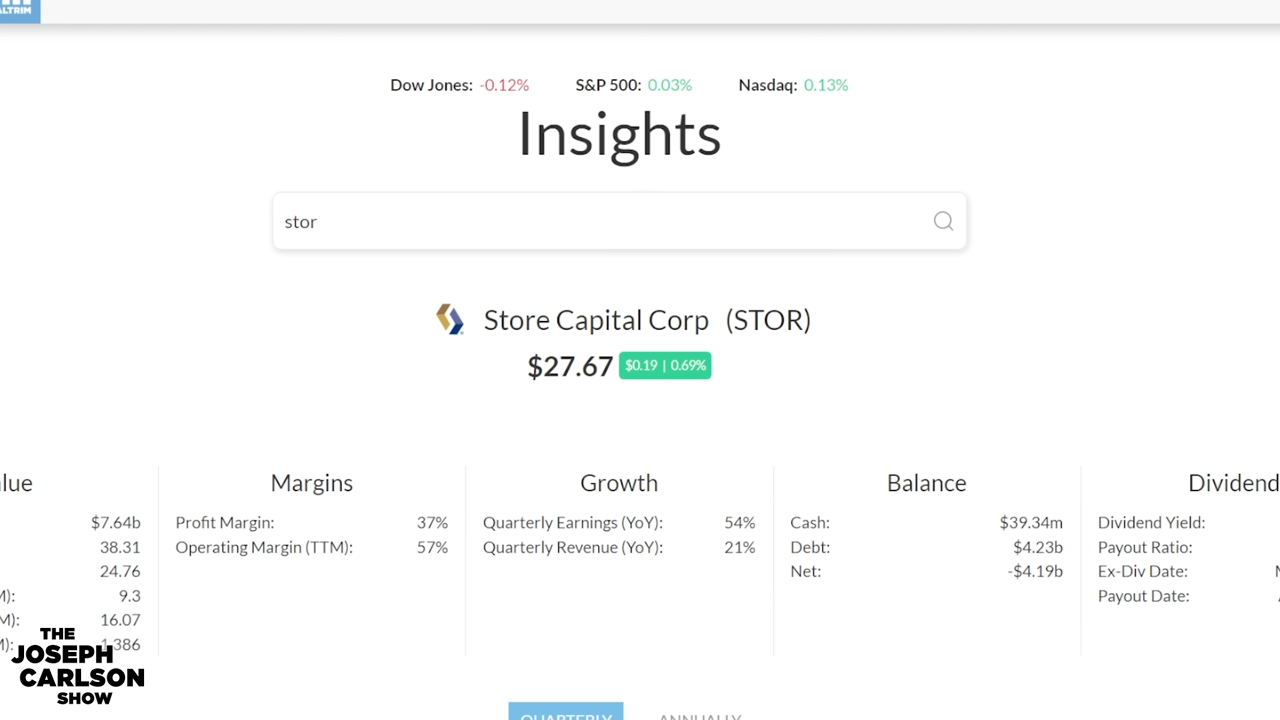 ALTRIM
Dow Jones: -0.12% S&P 500: 0.03% Nasdaq: 0.13%
Insights
stor
Store Capital Corp (STOR)
$27.67 $0.19 | 0.69%
lue
$7.64b
38.31
24.76
M): 9.3
M): 16.07
M): 1.386
Margins
Profit Margin: 37%
Operating Margin (TTM): 57%
Growth
Quarterly Earnings (YoY): 54%
Quarterly Revenue (YoY): 21%
Balance
Cash: $39.34m
Debt: $4.23b
Net: -$4.19b
Dividend
Dividend Yield:
Payout Ratio:
Ex-Div Date:
Payout Date:
QUARTERLY ANNUALLY
THE
JOSEPH
CARLSON
SHOW